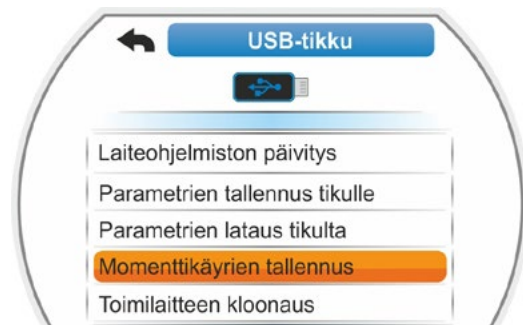 USB-tikku
Laiteohjelmiston päivitys
Parametrien tallennus tikulle
Parametrien lataus tikulta
Momenttikäyrien tallennus
Toimilaitteen kloonaus